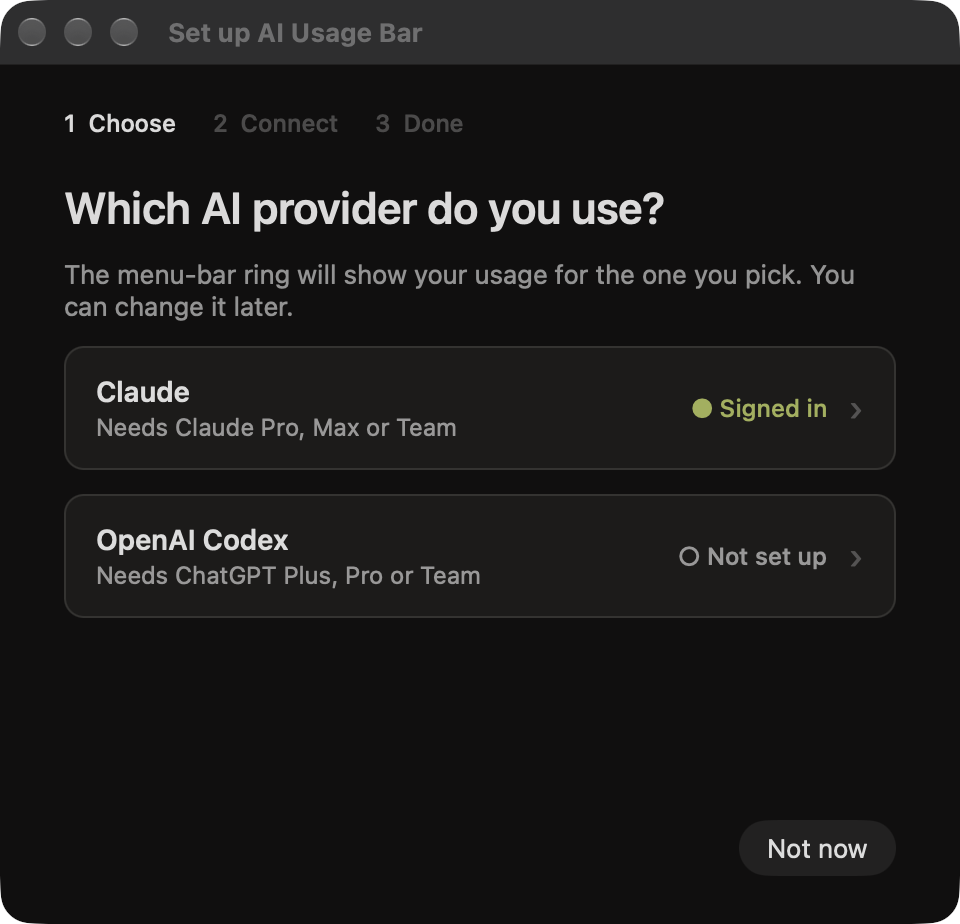 Set up AI Usage Bar
1 Choose 2 Connect 3 Done
Which AI provider do you use?
The menu-bar ring will show your usage for the one you pick. You
can change it later.
Claude
Needs Claude Pro, Max or Team
Signed in
OpenAI Codex
Needs ChatGPT Plus, Pro or Team
Not set up
Not now